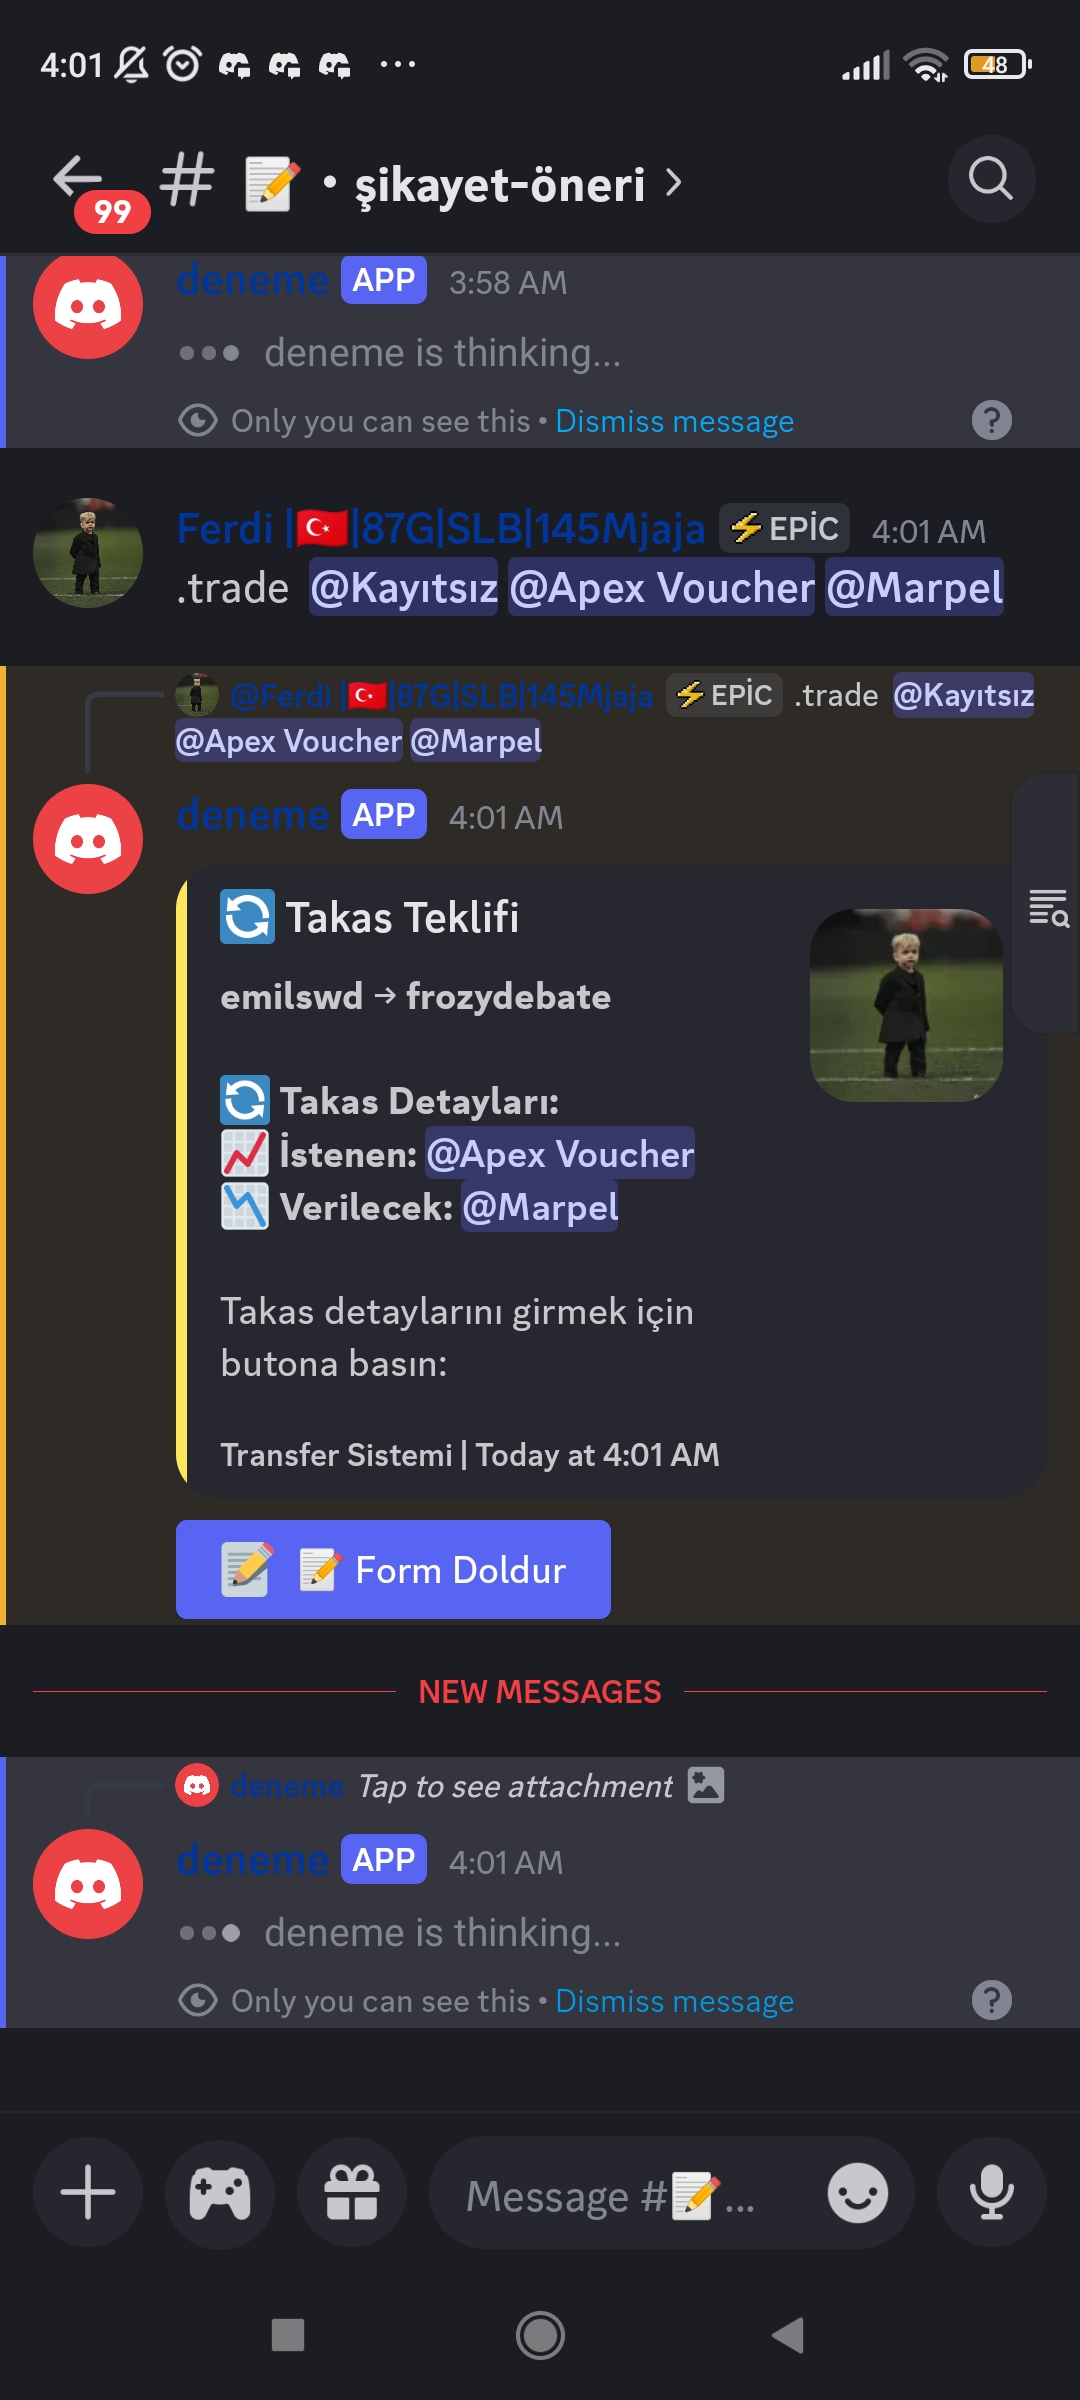 4:01 48
99 # 📝 • şikayet-öneri
deneme APP 3:58 AM
deneme is thinking...
Only you can see this • Dismiss message
Ferdi |🇹🇷|87G|SLB|145Mjaja ⚡EPİC 4:01 AM
.trade @Kayıtsız @Apex Voucher @Marpel
@Ferdi |🇹🇷|87G|SLB|145Mjaja ⚡EPİC .trade @Kayıtsız
@Apex Voucher @Marpel
deneme APP 4:01 AM
🔄 Takas Teklifi
emilswd → frozydebate
🔄 Takas Detayları:
📈 İstenen: @Apex Voucher
📉 Verilecek: @Marpel
Takas detaylarını girmek için
butona basın:
Transfer Sistemi | Today at 4:01 AM
📝 📝 Form Doldur
NEW MESSAGES
deneme Tap to see attachment
deneme APP 4:01 AM
deneme is thinking...
Only you can see this • Dismiss message
Message #📝...